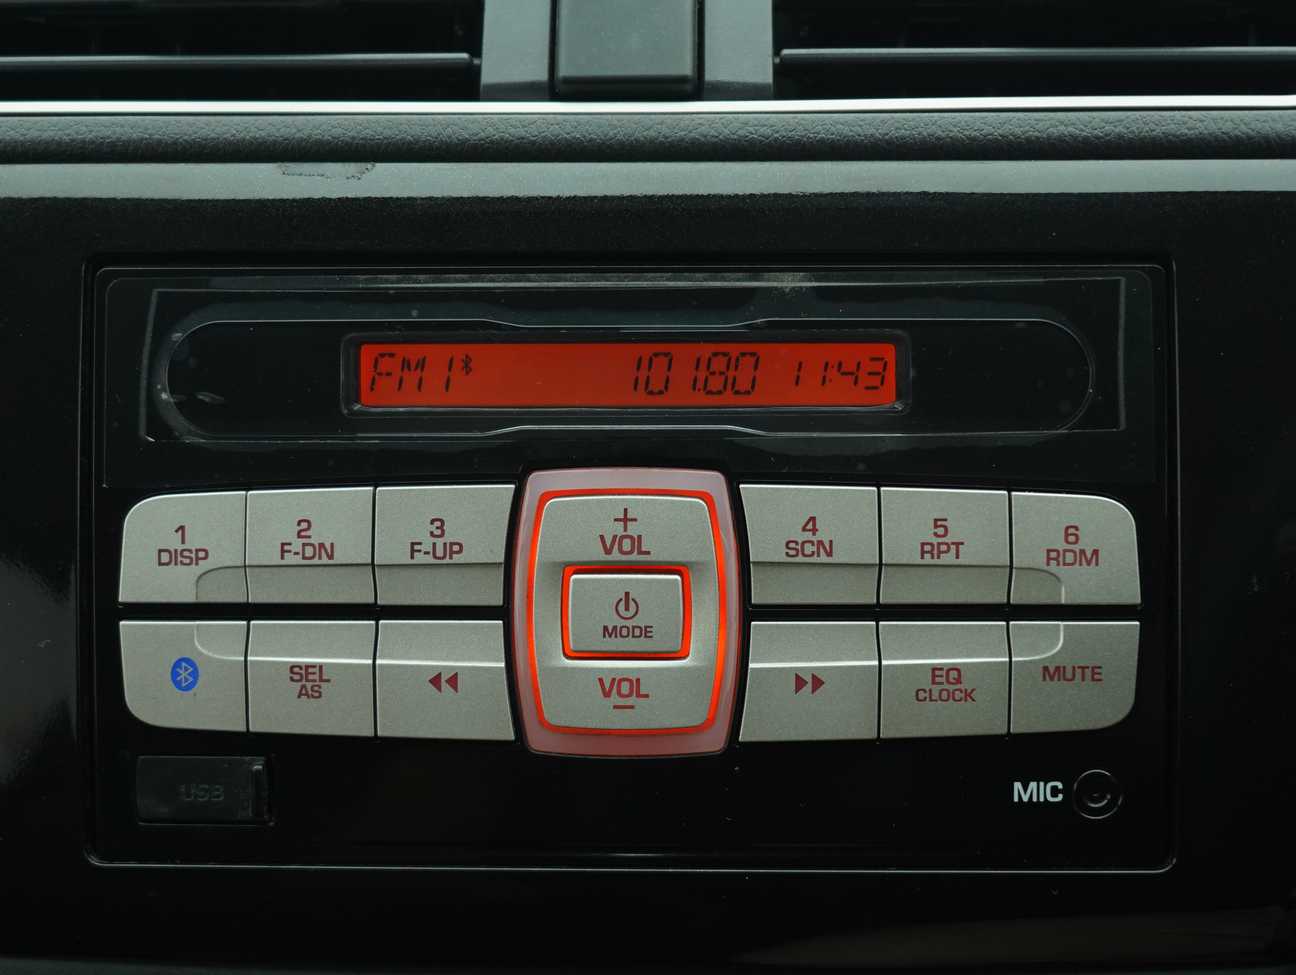 FM1 101.80 11:43
1 2 3 + 4 5 6
DISP F-DN F-UP VOL SCN RPT RDM
MODE
SEL VOL EQ MUTE
AS − CLOCK
USB MIC